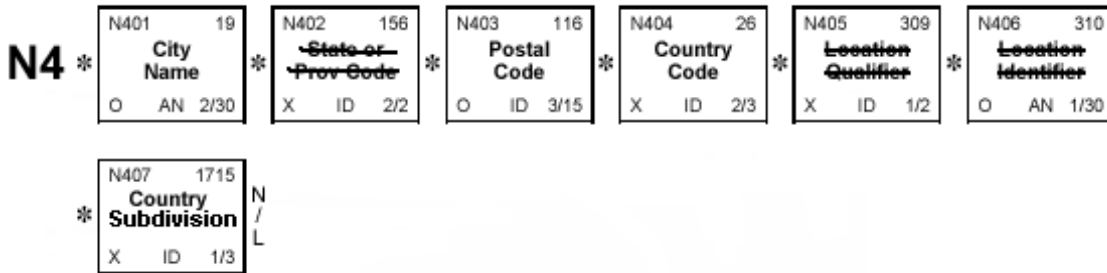 N401 19 N402 156 N403 116 N404 26 N405 309 N406 310
N4 * City Name * State or Prov Code * Postal Code * Country Code * Location Qualifier * Location Identifier
O AN 2/30 X ID 2/2 O ID 3/15 X ID 2/3 X ID 1/2 O AN 1/30
N407 1715
* Country Subdivision N/L
X ID 1/3